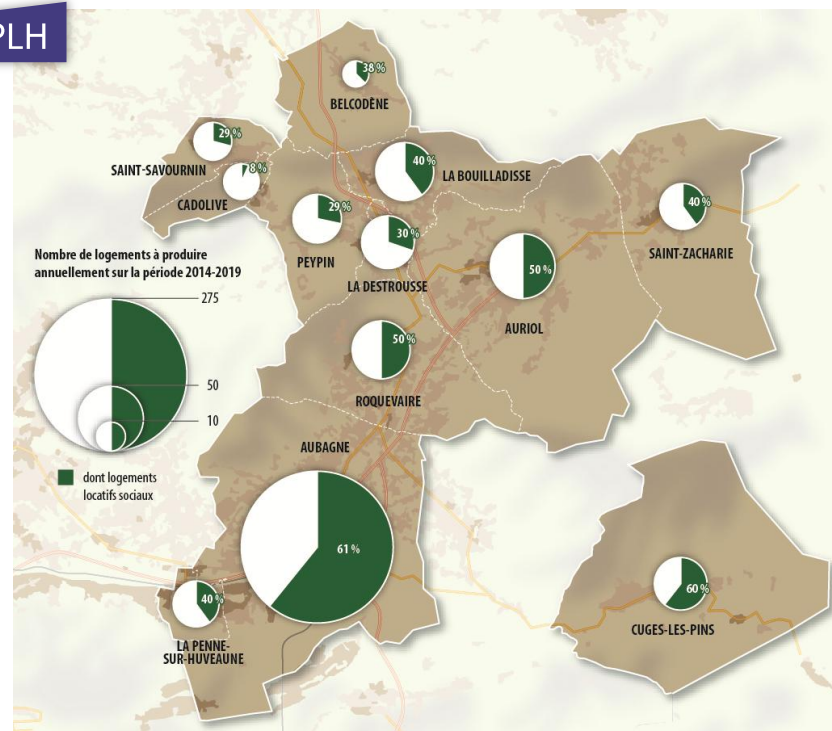 PLH
38 %
BELCODÈNE
29 %
SAINT-SAVOURNIN
8 %
CADOLIVE
40 %
LA BOUILLADISSE
29 %
PEYPIN
30 %
LA DESTROUSSE
40 %
SAINT-ZACHARIE
50 %
AURIOL
Nombre de logements à produire
annuellement sur la période 2014-2019
275
50
10
dont logements
locatifs sociaux
50 %
ROQUEVAIRE
AUBAGNE
61 %
40 %
LA PENNE-
SUR-HUVEAUNE
60 %
CUGES-LES-PINS